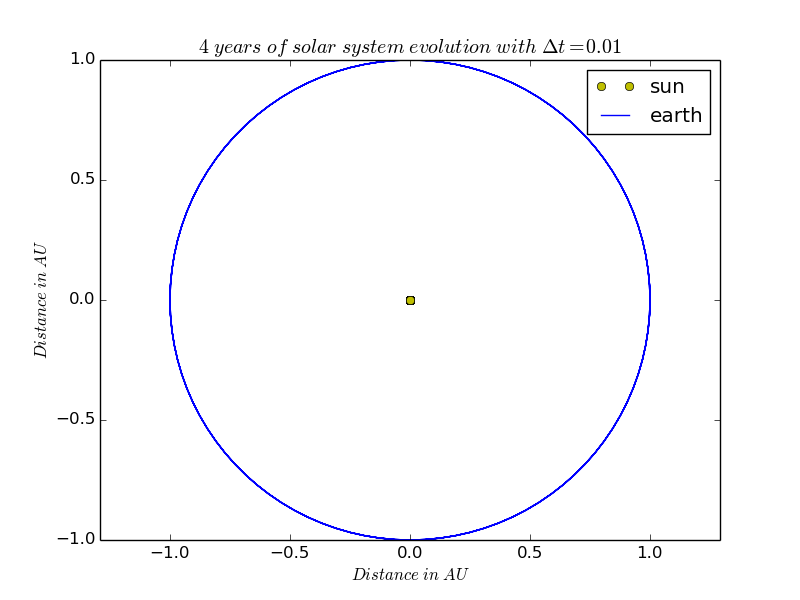 4 years of solar system evolution with Δt=0.01
1.0
sun
earth
0.5
0.0
−0.5
−1.0
Distance in AU
−1.0 −0.5 0.0 0.5 1.0
Distance in AU